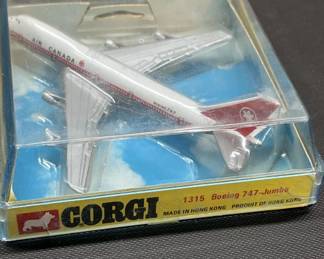 AIR CANADA
CORGI
1315 Boeing 747-Jumbo
MADE IN HONG KONG PRODUIT DE HONG KONG